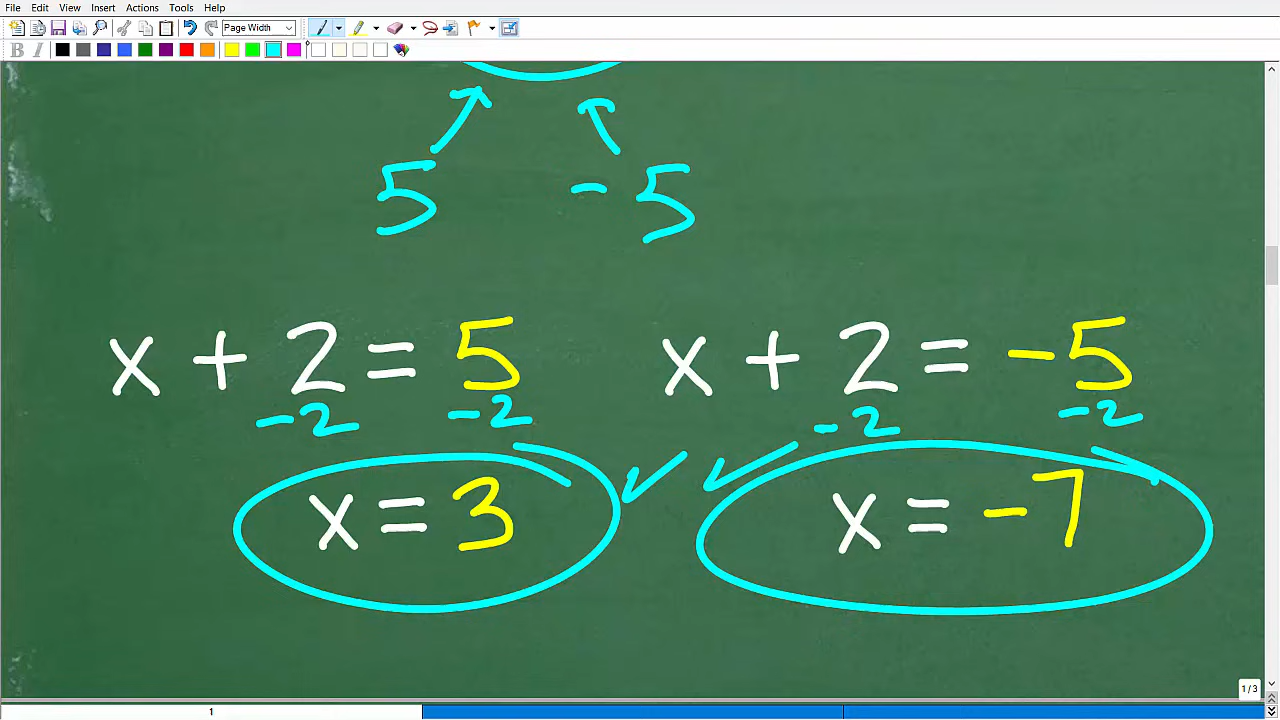 File Edit View Insert Actions Tools Help
Page Width
B I
5 - 5
x + 2 = 5 x + 2 = -5
-2 -2 -2 -2
x = 3 x = -7
1/3
1